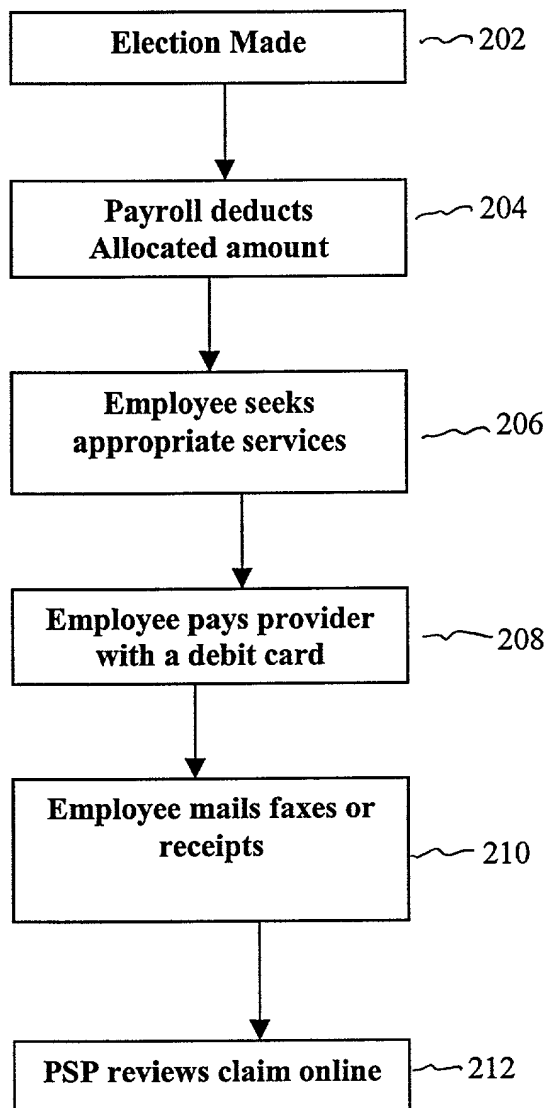 Election Made
202
Payroll deducts
Allocated amount
204
Employee seeks
appropriate services
206
Employee pays provider
with a debit card
208
Employee mails faxes or
receipts
210
PSP reviews claim online
212